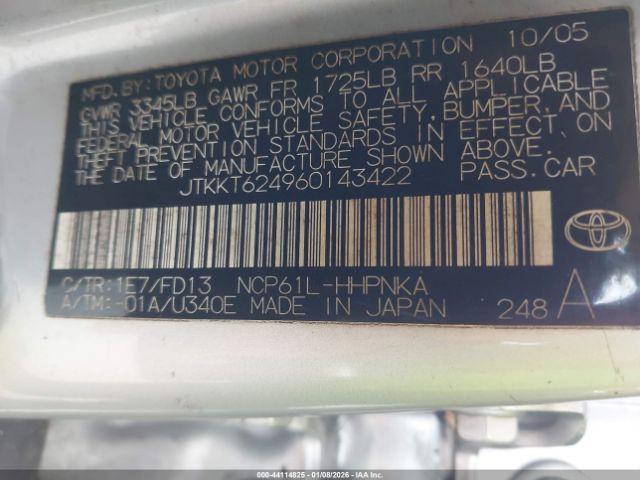 MFD.BY:TOYOTA MOTOR CORPORATION 10/05
GVWR 3345LB GAWR FR 1725LB RR 1640LB
THIS VEHICLE CONFORMS TO ALL APPLICABLE
FEDERAL MOTOR VEHICLE SAFETY,BUMPER,AND
THEFT PREVENTION STANDARDS IN EFFECT ON
THE DATE OF MANUFACTURE SHOWN ABOVE.
JTKKT624960143422 PASS.CAR
C/TR:1E7/FD13 NCP61L-HHPNKA
A/TM:-01A/U340E MADE IN JAPAN 248 A
000-44114825 - 01/08/2026 - IAAI.COM